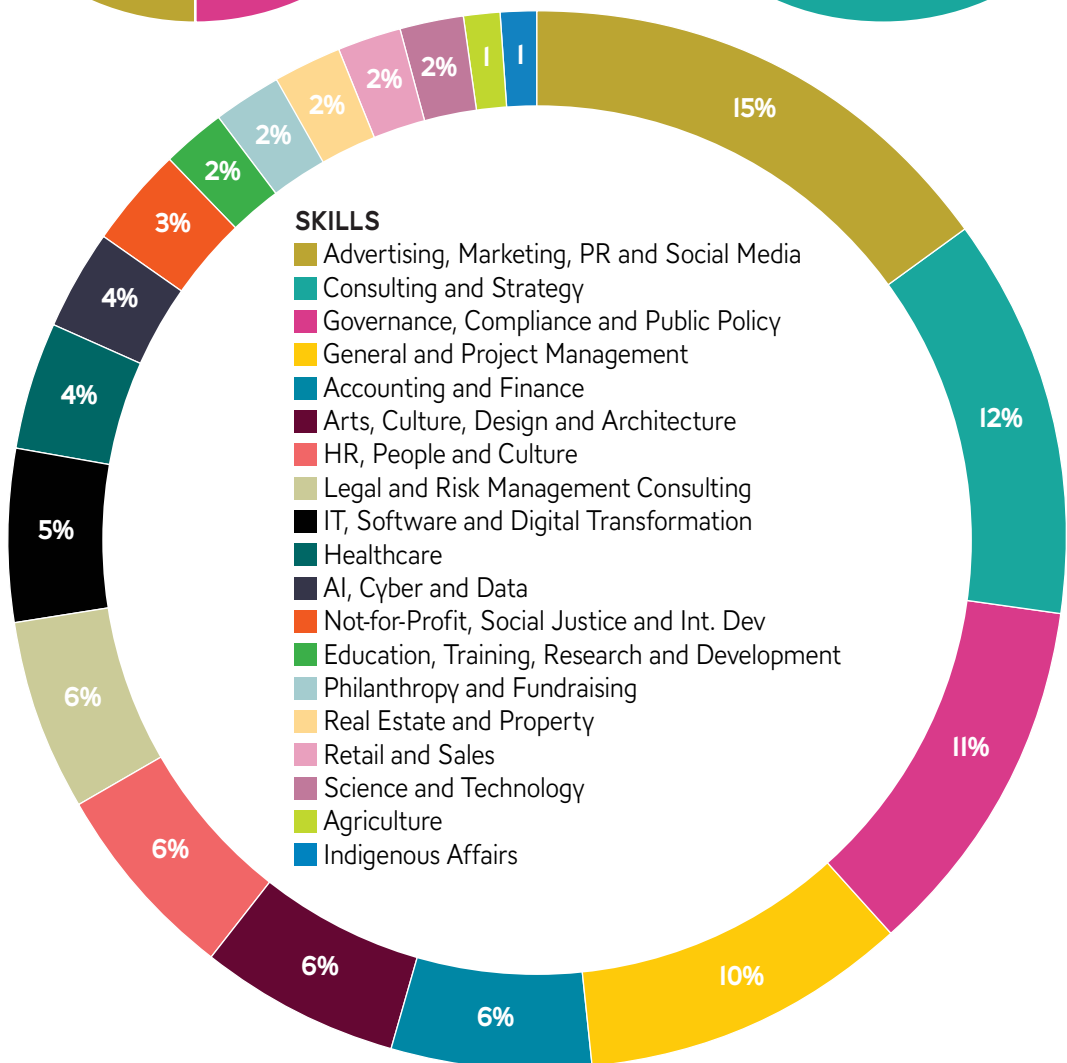 15%
12%
11%
10%
6%
6%
6%
6%
5%
4%
4%
3%
2%
2%
2%
2%
2%
1
1
SKILLS
Advertising, Marketing, PR and Social Media
Consulting and Strategy
Governance, Compliance and Public Policy
General and Project Management
Accounting and Finance
Arts, Culture, Design and Architecture
HR, People and Culture
Legal and Risk Management Consulting
IT, Software and Digital Transformation
Healthcare
AI, Cyber and Data
Not-for-Profit, Social Justice and Int. Dev
Education, Training, Research and Development
Philanthropy and Fundraising
Real Estate and Property
Retail and Sales
Science and Technology
Agriculture
Indigenous Affairs